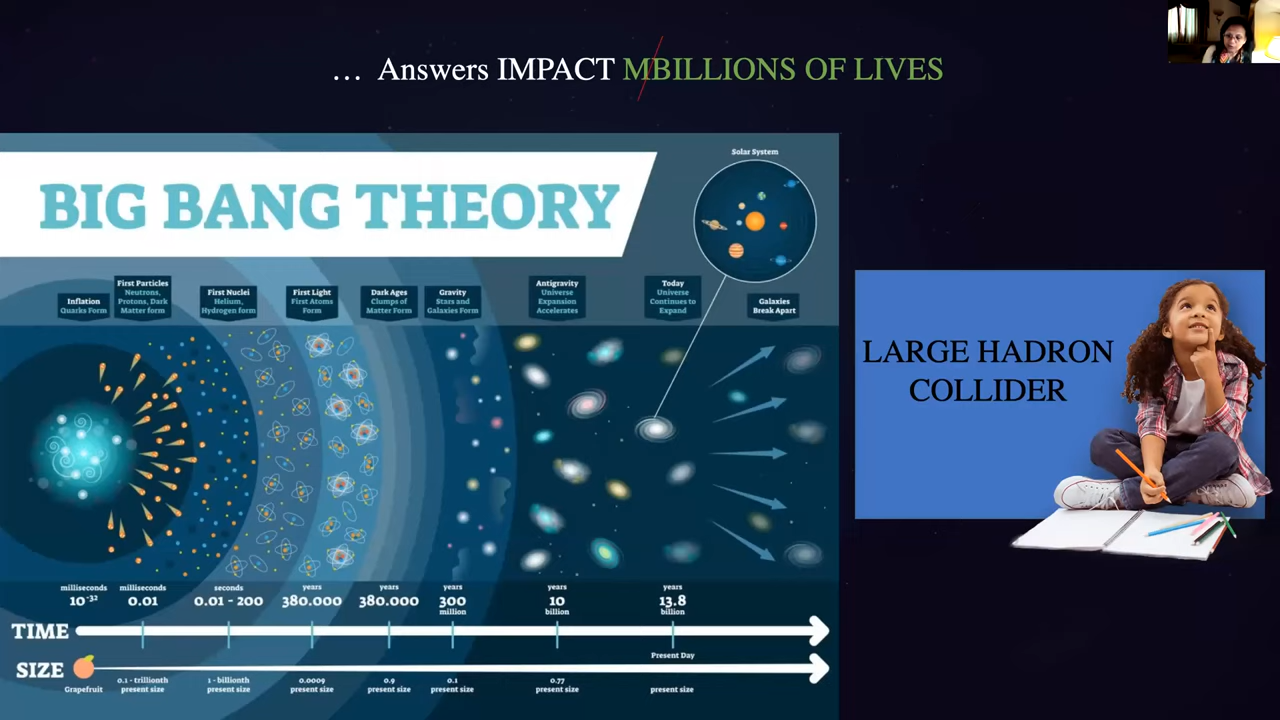 … Answers IMPACT MBILLIONS OF LIVES
Solar System
BIG BANG THEORY
Inflation
Quarks Form
First Particles
Neutrons,
Protons, Dark
Matter form
First Nuclei
Helium,
Hydrogen form
First Light
First Atoms
Form
Dark Ages
Clumps of
Matter Form
Gravity
Stars and
Galaxies Form
Antigravity
Universe
Expansion
Accelerates
Today
Universe
Continues to
Expand
Galaxies
Break Apart
LARGE HADRON
COLLIDER
milliseconds
10-32
milliseconds
0.01
seconds
0.01 - 200
years
380.000
years
380.000
years
300
million
years
10
billion
years
13.8
billion
TIME
Present Day
SIZE
Grapefruit
0.1 - trillionth
present size
1 - billionth
present size
0.0009
present size
0.9
present size
0.1
present size
0.77
present size
present size